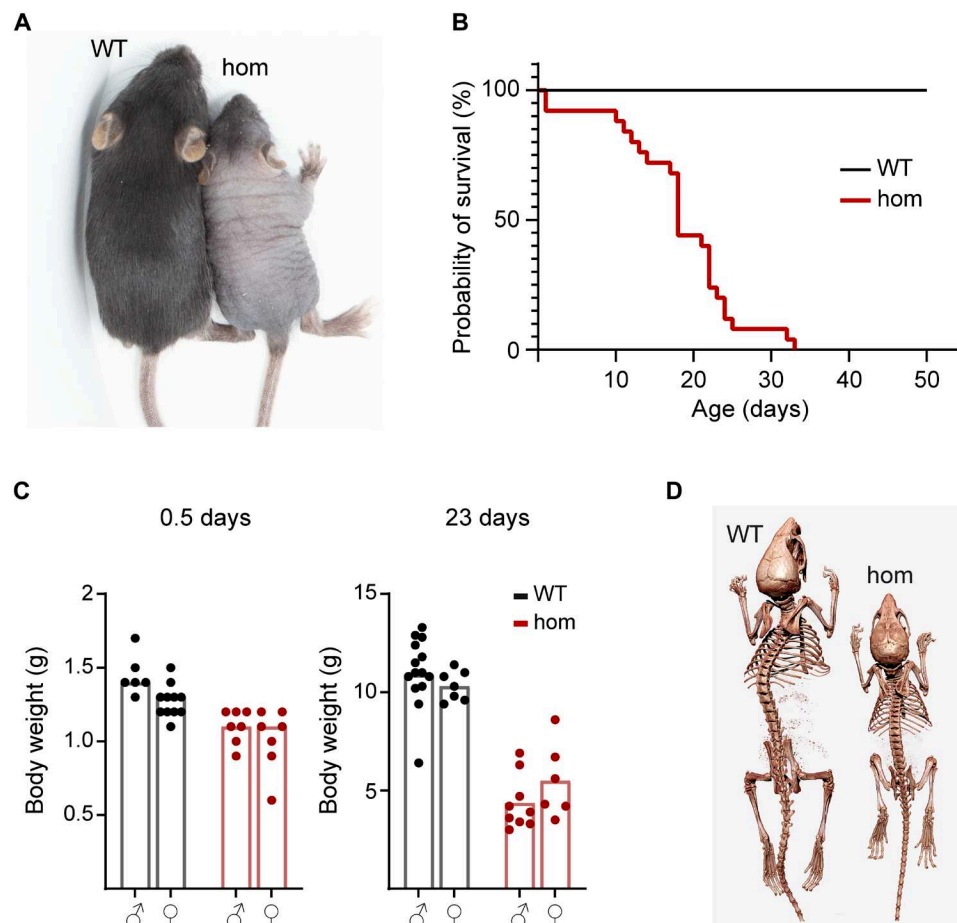 A
WT
hom
B
Probability of survival (%)
100
50
0
10 20 30 40 50
Age (days)
WT
hom
C
0.5 days
Body weight (g)
2
1.5
1.0
0.5
♂ ♀ ♂ ♀
23 days
Body weight (g)
15
10
5
WT
hom
♂ ♀ ♂ ♀
D
WT
hom